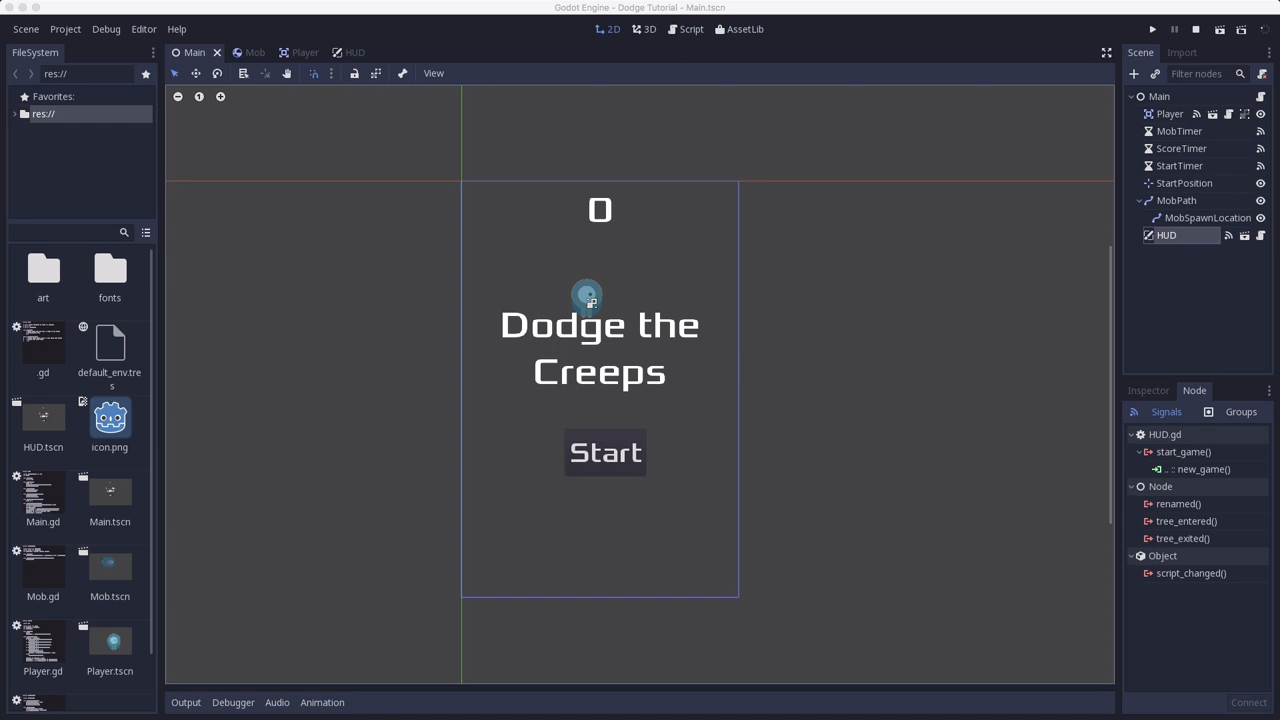 Godot Engine - Dodge Tutorial - Main.tscn
Scene Project Debug Editor Help
2D 3D Script AssetLib
FileSystem
res://
Favorites:
res://
art fonts
.gd default_env.tres
HUD.tscn icon.png
Main.gd Main.tscn
Mob.gd Mob.tscn
Player.gd Player.tscn
Main Mob Player HUD
View
1
0
Dodge the
Creeps
Start
Output Debugger Audio Animation
Scene Import
Filter nodes
Main
Player
MobTimer
ScoreTimer
StartTimer
StartPosition
MobPath
MobSpawnLocation
HUD
Inspector Node
Signals Groups
HUD.gd
start_game()
.. :: new_game()
Node
renamed()
tree_entered()
tree_exited()
Object
script_changed()
Connect